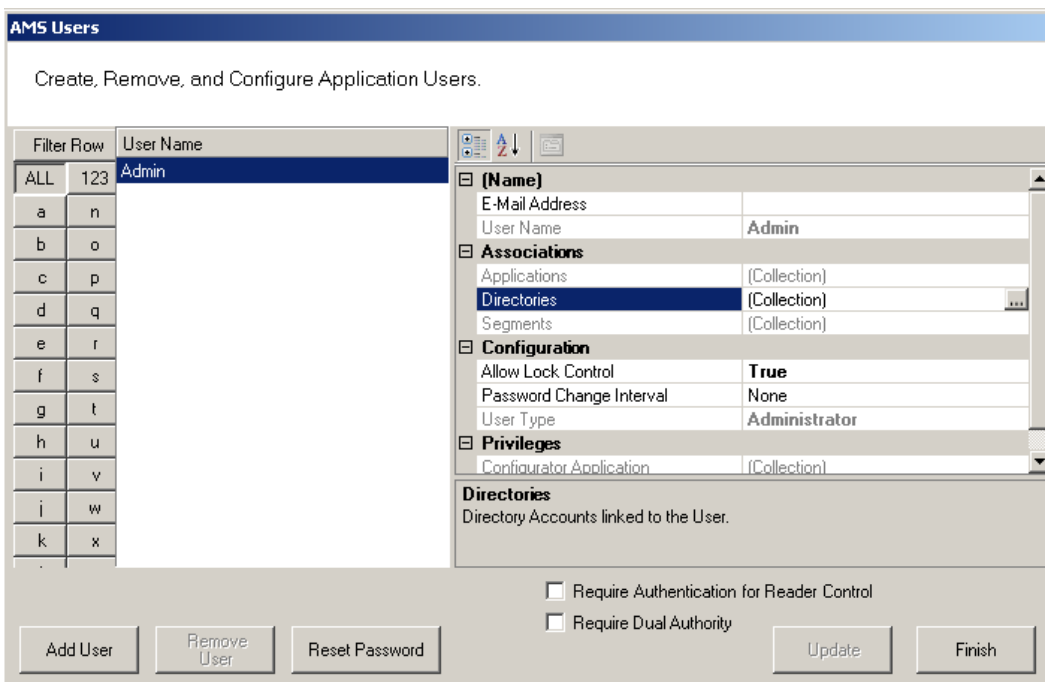 AMS Users
Create, Remove, and Configure Application Users.
Filter Row
User Name
ALL 123
Admin
a n
b o
c p
d q
e r
f s
g t
h u
i v
j w
k x
(Name)
E-Mail Address
User Name Admin
Associations
Applications (Collection)
Directories (Collection) ...
Segments (Collection)
Configuration
Allow Lock Control True
Password Change Interval None
User Type Administrator
Privileges
Configurator Application (Collection)
Directories
Directory Accounts linked to the User.
Require Authentication for Reader Control
Require Dual Authority
Add User
Remove User
Reset Password
Update
Finish